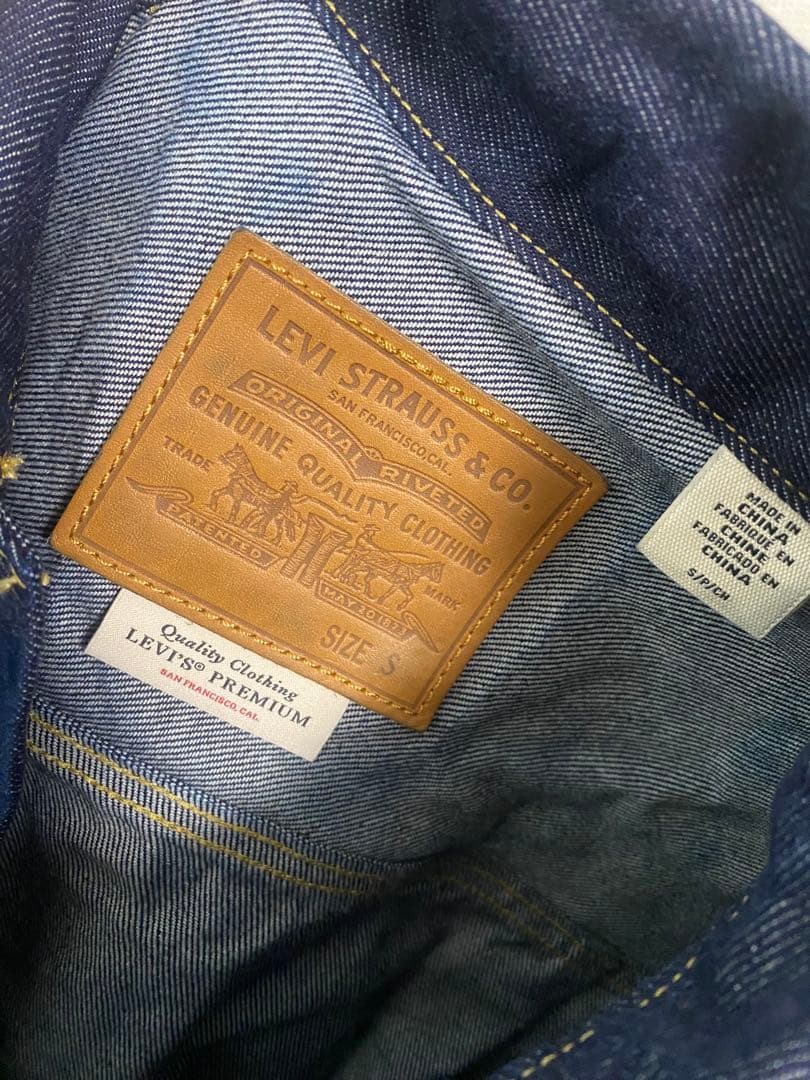 LEVI STRAUSS & CO.
SAN FRANCISCO, CAL.
ORIGINAL RIVETED
GENUINE QUALITY CLOTHING
TRADE MARK
PATENTED MAY 20 1873
SIZE S
Quality Clothing
LEVI'S® PREMIUM
SAN FRANCISCO, CAL.
MADE IN
CHINA
FABRIQUE EN
CHINE
FABRICADO EN
CHINA
S/P/CH